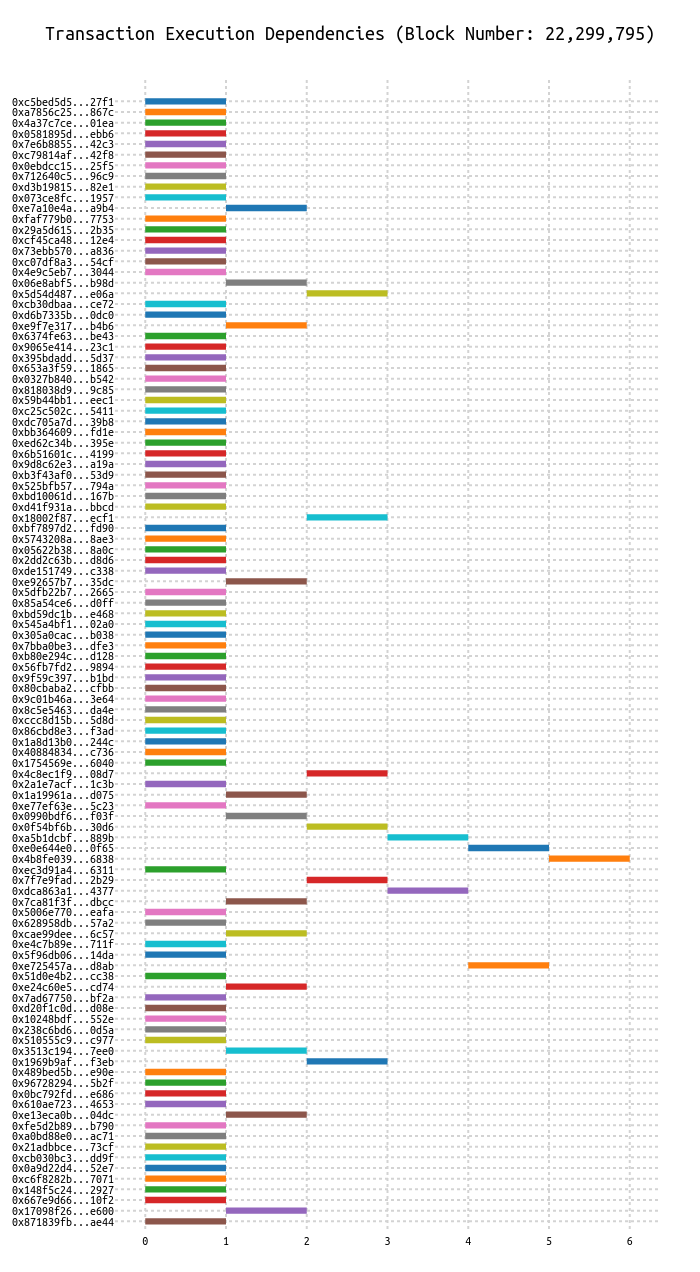 Transaction Execution Dependencies (Block Number: 22,299,795)
0xc5bed5d5...27f1
0xa7856c25...867c
0x4a37c7ce...01ea
0x0581895d...ebb6
0x7e6b8855...42c3
0xc79814af...42f8
0x0ebdcc15...25f5
0x712640c5...96c9
0xd3b19815...82e1
0x073ce8fc...1957
0xe7a10e4a...a9b4
0xfaf779b0...7753
0x29a5d615...2b35
0xcf45ca48...12e4
0x73ebb570...a836
0xc07df8a3...54cf
0x4e9c5eb7...3044
0x06e8abf5...b98d
0x5d54d487...e06a
0xcb30dbaa...ce72
0xd6b7335b...0dc0
0xe9f7e317...b4b6
0x6374fe63...be43
0x9065e414...23c1
0x395bdadd...5d37
0x653a3f59...1865
0x0327b840...b542
0x818038d9...9c85
0x59b44bb1...eec1
0xc25c502c...5411
0xdc705a7d...39b8
0xbb364609...fd1e
0xed62c34b...395e
0x6b51601c...4199
0x9d8c62e3...a19a
0xb3f43af0...53d9
0x525bfb57...794a
0xbd10061d...167b
0xd41f931a...bbcd
0x18002f87...ecf1
0xbf7897d2...fd90
0x5743208a...8ae3
0x05622b38...8a0c
0x2dd2c63b...d8d6
0xde151749...c338
0xe92657b7...35dc
0x5dfb22b7...2665
0x85a54ce6...d0ff
0xbd59dc1b...e468
0x545a4bf1...02a0
0x305a0cac...b038
0x7bba0be3...dfe3
0xb80e294c...d128
0x56fb7fd2...9894
0x9f59c397...b1bd
0x80cbaba2...cfbb
0x9c01b46a...3e64
0x8c5e5463...da4e
0xccc8d15b...5d8d
0x86cbd8e3...f3ad
0x1a8d13b0...244c
0x40884834...c736
0x1754569e...6040
0x4c8ec1f9...08d7
0x2a1e7acf...1c3b
0x1a19961a...d075
0xe77ef63e...5c23
0x0990bdf6...f03f
0x0f54bf6b...30d6
0xa5b1dcbf...889b
0xe0e644e0...0f65
0x4b8fe039...6838
0xec3d91a4...6311
0x7f7e9fad...2b29
0xdca863a1...4377
0x7ca81f3f...dbcc
0x5006e770...eafa
0x628958db...57a2
0xcae99dee...6c57
0xe4c7b89e...711f
0x5f96db06...14da
0xe725457a...d8ab
0x51d0e4b2...cc38
0xe24c60e5...cd74
0x7ad67750...bf2a
0xd20f1c0d...d08e
0x10248bdf...552e
0x238c6bd6...0d5a
0x510555c9...c977
0x3513c194...7ee0
0x1969b9af...f3eb
0x489bed5b...e90e
0x96728294...5b2f
0x0bc792fd...e686
0x610ae723...4653
0xe13eca0b...04dc
0xfe5d2b89...b790
0xa0bd88e0...ac71
0x21adbbce...73cf
0xcb030bc3...dd9f
0x0a9d22d4...52e7
0xc6f8282b...7071
0x148f5c24...2927
0x667e9d66...10f2
0x17098f26...e600
0x871839fb...ae44
0 1 2 3 4 5 6